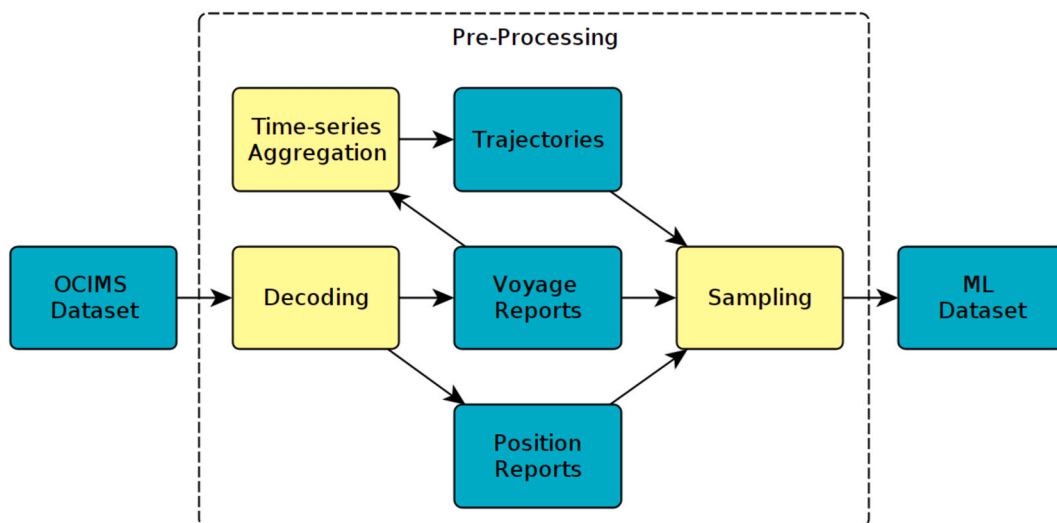 Pre-Processing
Time-series
Aggregation
Trajectories
OCIMS
Dataset
Decoding
Voyage
Reports
Sampling
ML
Dataset
Position
Reports